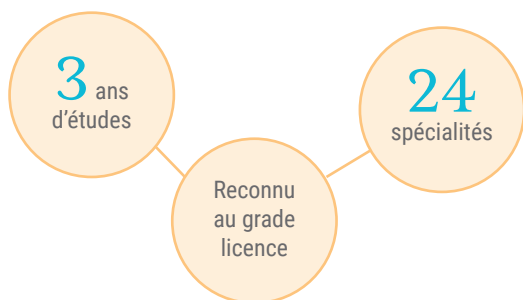 3 ans
d’études
24
spécialités
Reconnu
au grade
licence